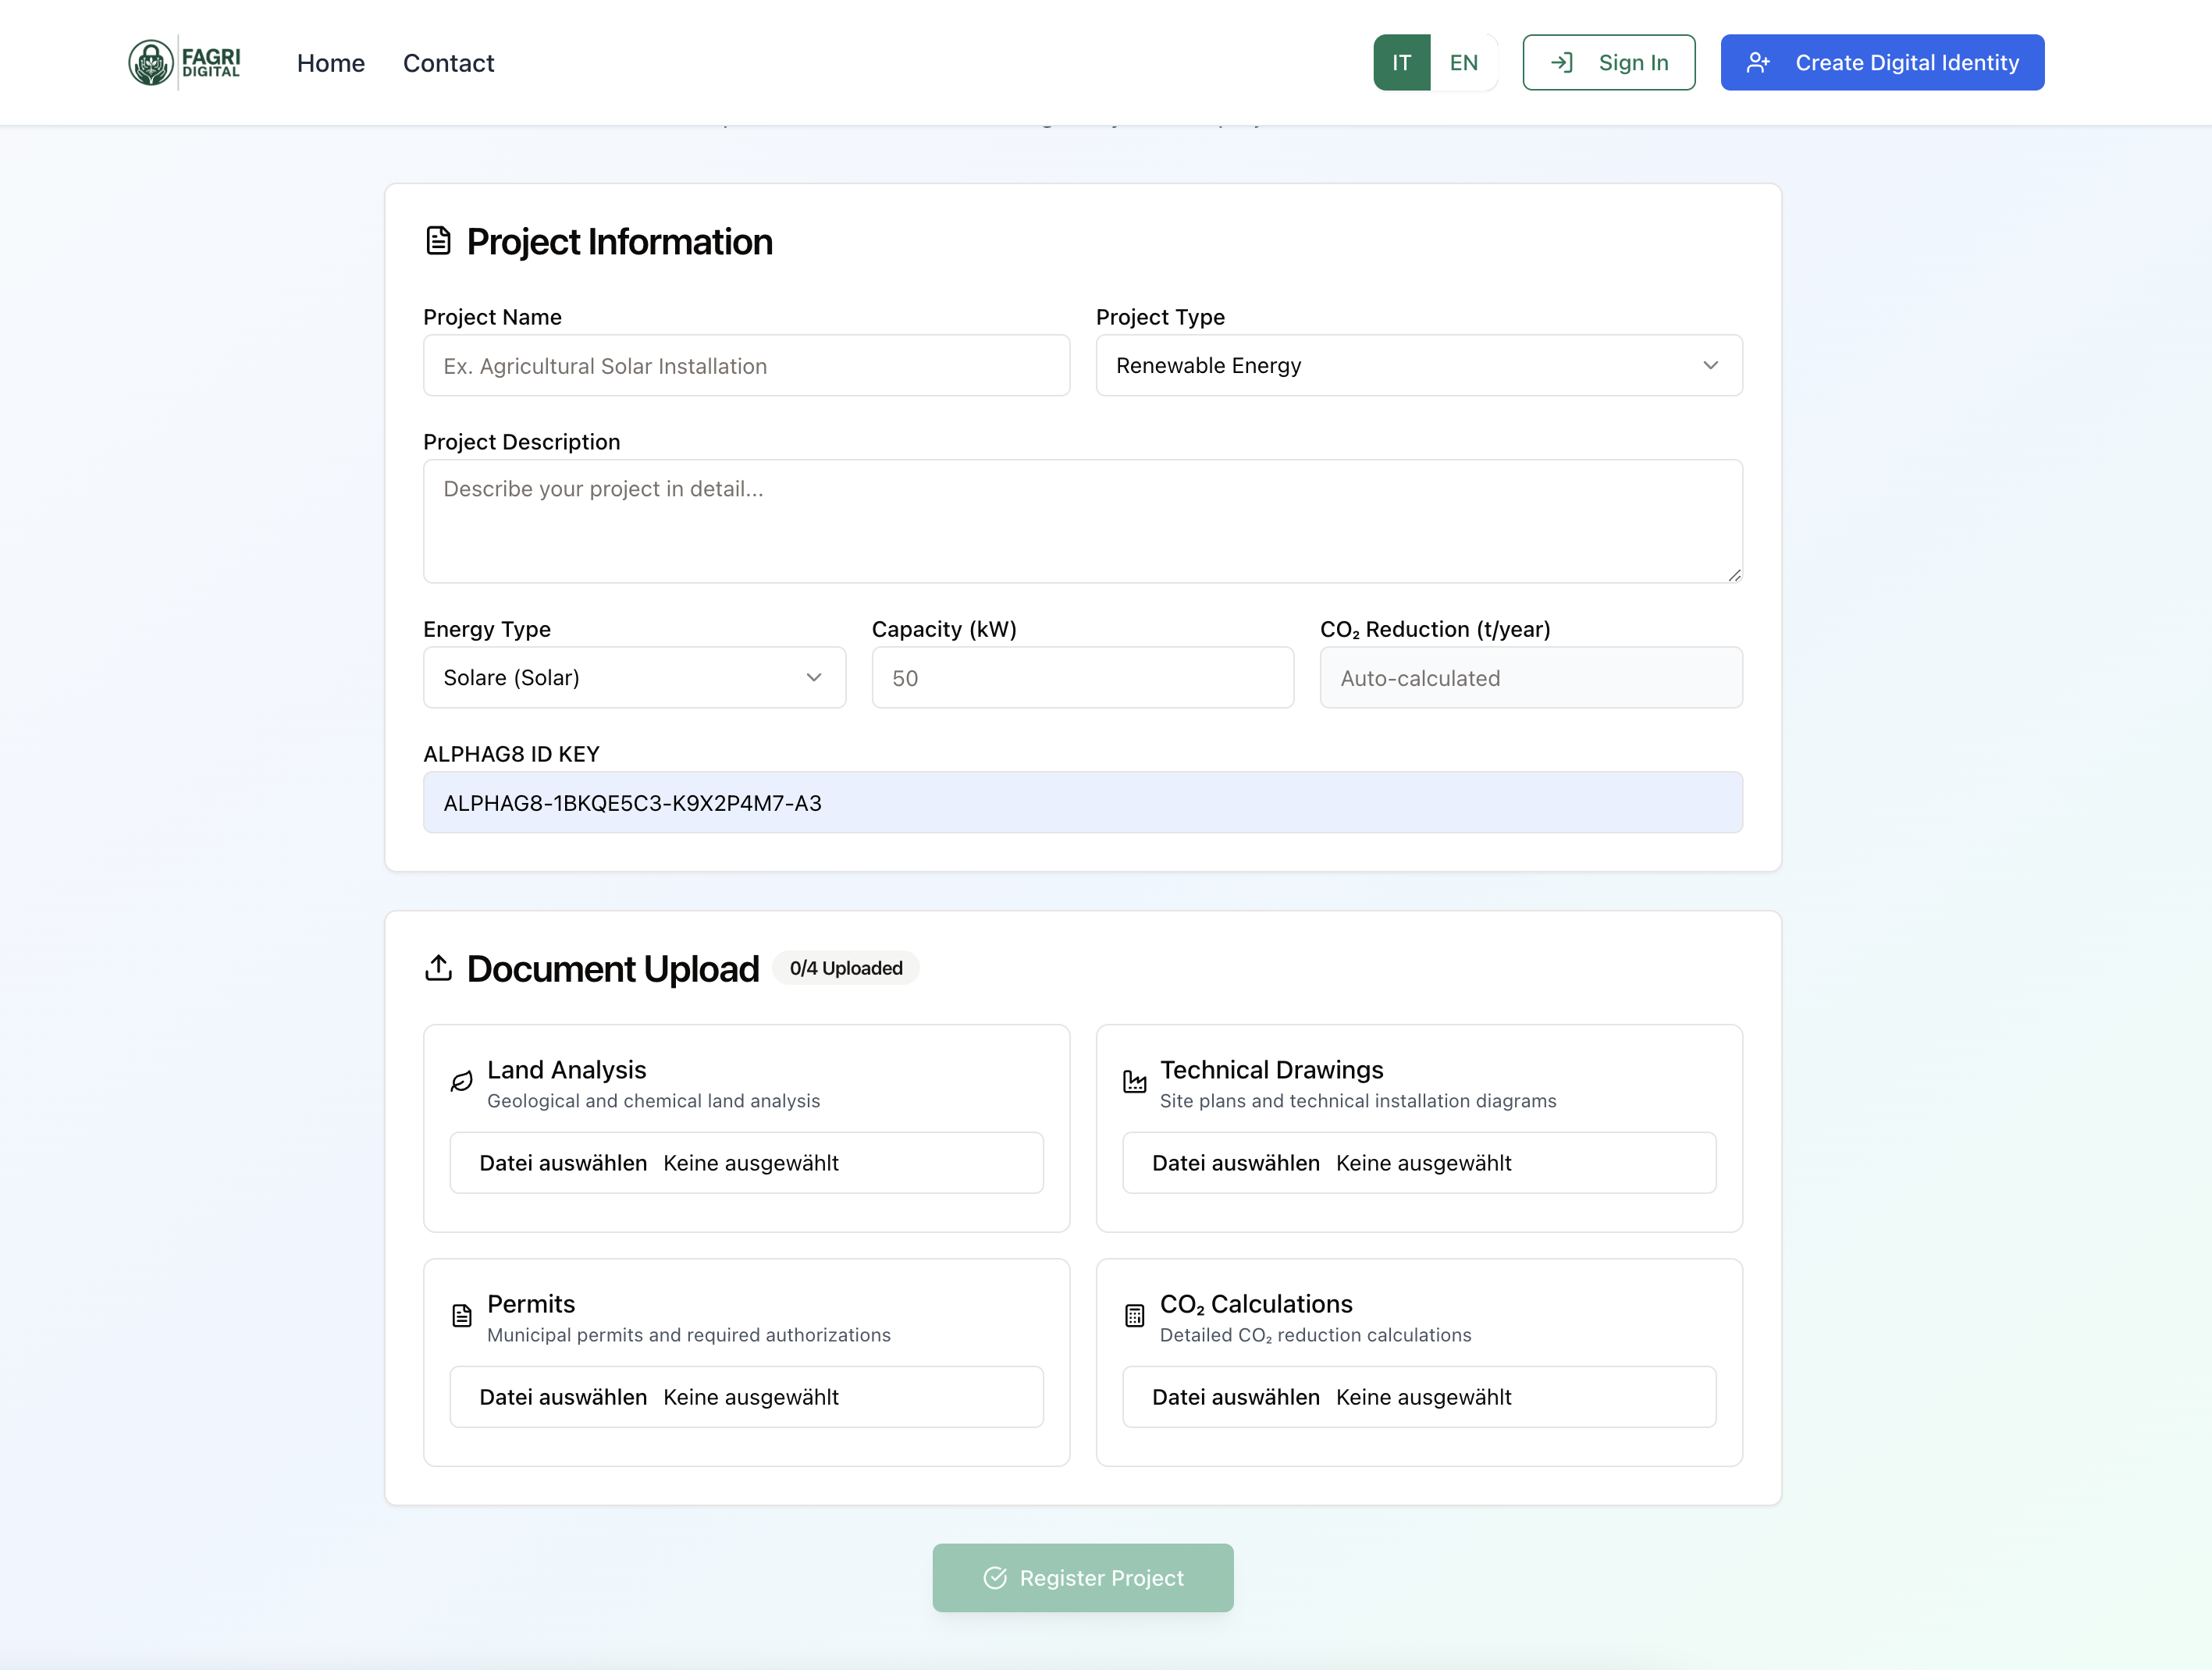 FAGRI
DIGITAL
Home
Contact
IT
EN
Sign In
Create Digital Identity
Project Information
Project Name
Project Type
Ex. Agricultural Solar Installation
Renewable Energy
Project Description
Describe your project in detail...
Energy Type
Capacity (kW)
CO₂ Reduction (t/year)
Solare (Solar)
50
Auto-calculated
ALPHAG8 ID KEY
ALPHAG8-1BKQE5C3-K9X2P4M7-A3
Document Upload
0/4 Uploaded
Land Analysis
Geological and chemical land analysis
Datei auswählen Keine ausgewählt
Technical Drawings
Site plans and technical installation diagrams
Datei auswählen Keine ausgewählt
Permits
Municipal permits and required authorizations
Datei auswählen Keine ausgewählt
CO₂ Calculations
Detailed CO₂ reduction calculations
Datei auswählen Keine ausgewählt
Register Project